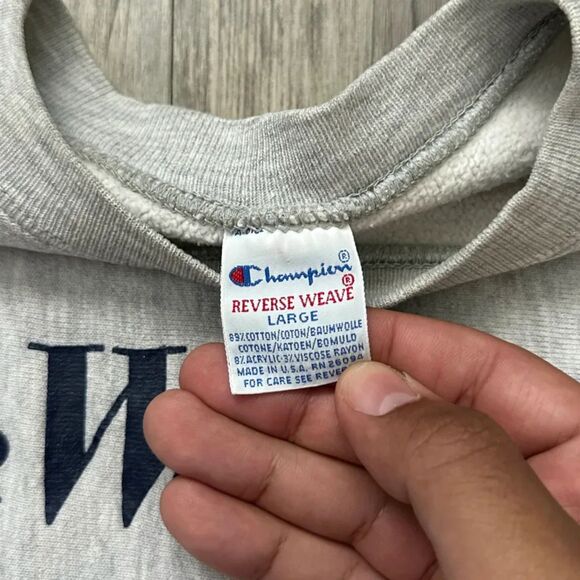 Champion®
REVERSE WEAVE®
LARGE
89% COTTON/COTON/BAUMWOLLE
COTONE/KATOEN/BOMULD
8% ACRYLIC·3% VISCOSE RAYON
MADE IN U.S.A. RN 26094
FOR CARE SEE REVER
W